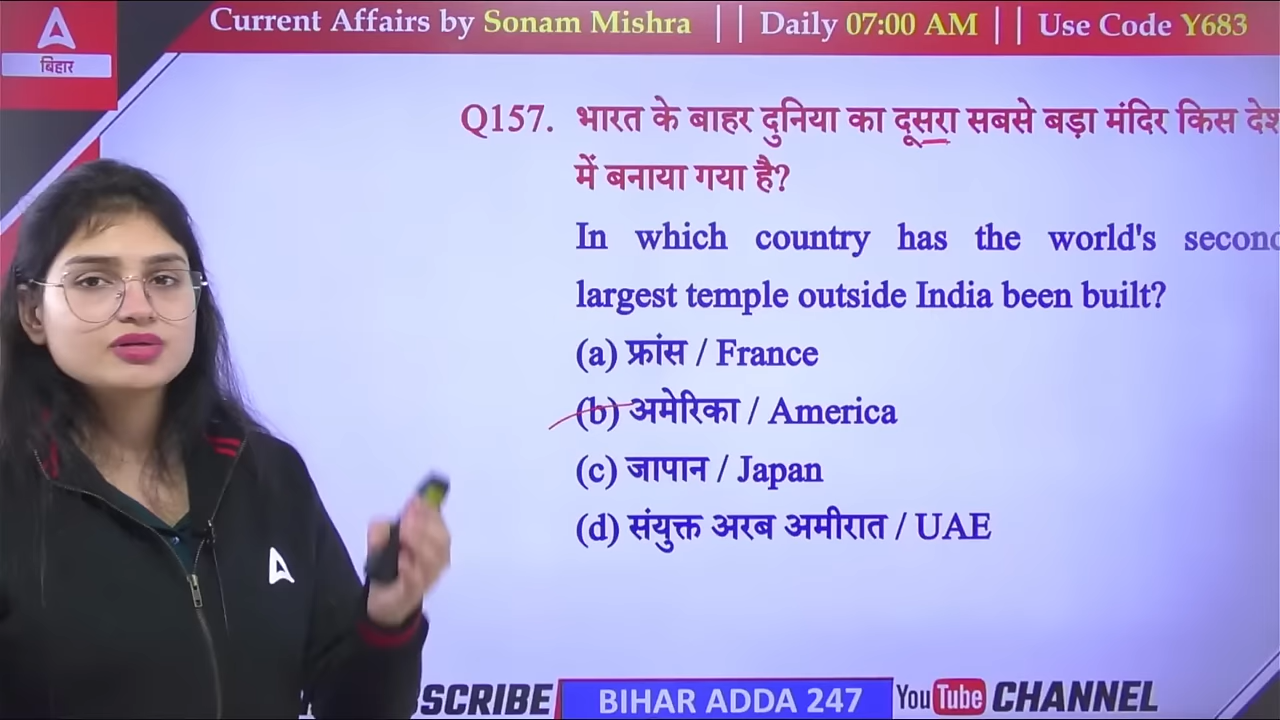 Current Affairs by Sonam Mishra || Daily 07:00 AM || Use Code Y683
बिहार
Q157. भारत के बाहर दुनिया का दूसरा सबसे बड़ा मंदिर किस देश
में बनाया गया है?
In which country has the world's second
largest temple outside India been built?
(a) फ्रांस / France
(b) अमेरिका / America
(c) जापान / Japan
(d) संयुक्त अरब अमीरात / UAE
SCRIBE BIHAR ADDA 247 YouTube CHANNEL